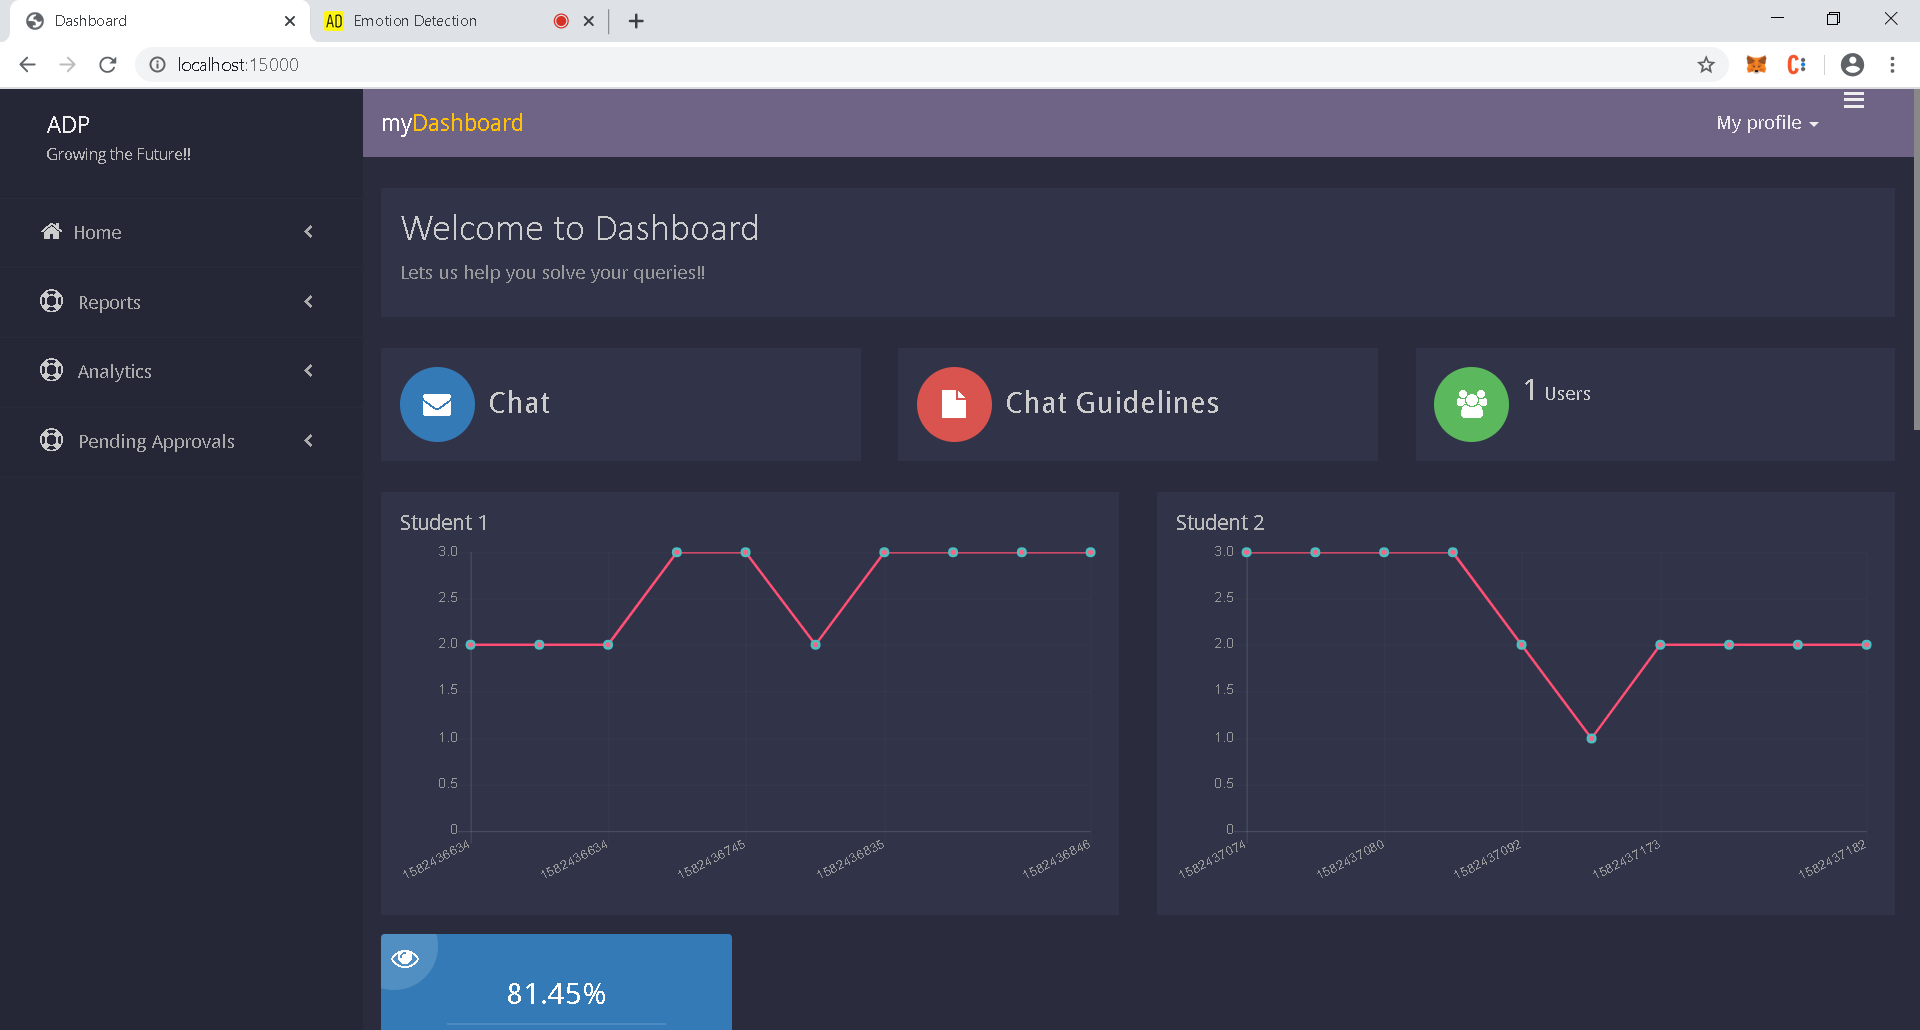 Dashboard
AD Emotion Detection
localhost:15000
ADP
Growing the Future!!
Home
Reports
Analytics
Pending Approvals
myDashboard
My profile
Welcome to Dashboard
Lets us help you solve your queries!!
Chat
Chat Guidelines
1 Users
Student 1
3.0
2.5
2.0
1.5
1.0
0.5
0
1582436634
1582436634
1582436745
1582436835
1582436846
Student 2
3.0
2.5
2.0
1.5
1.0
0.5
0
1582437074
1582437080
1582437092
1582437173
1582437182
81.45%